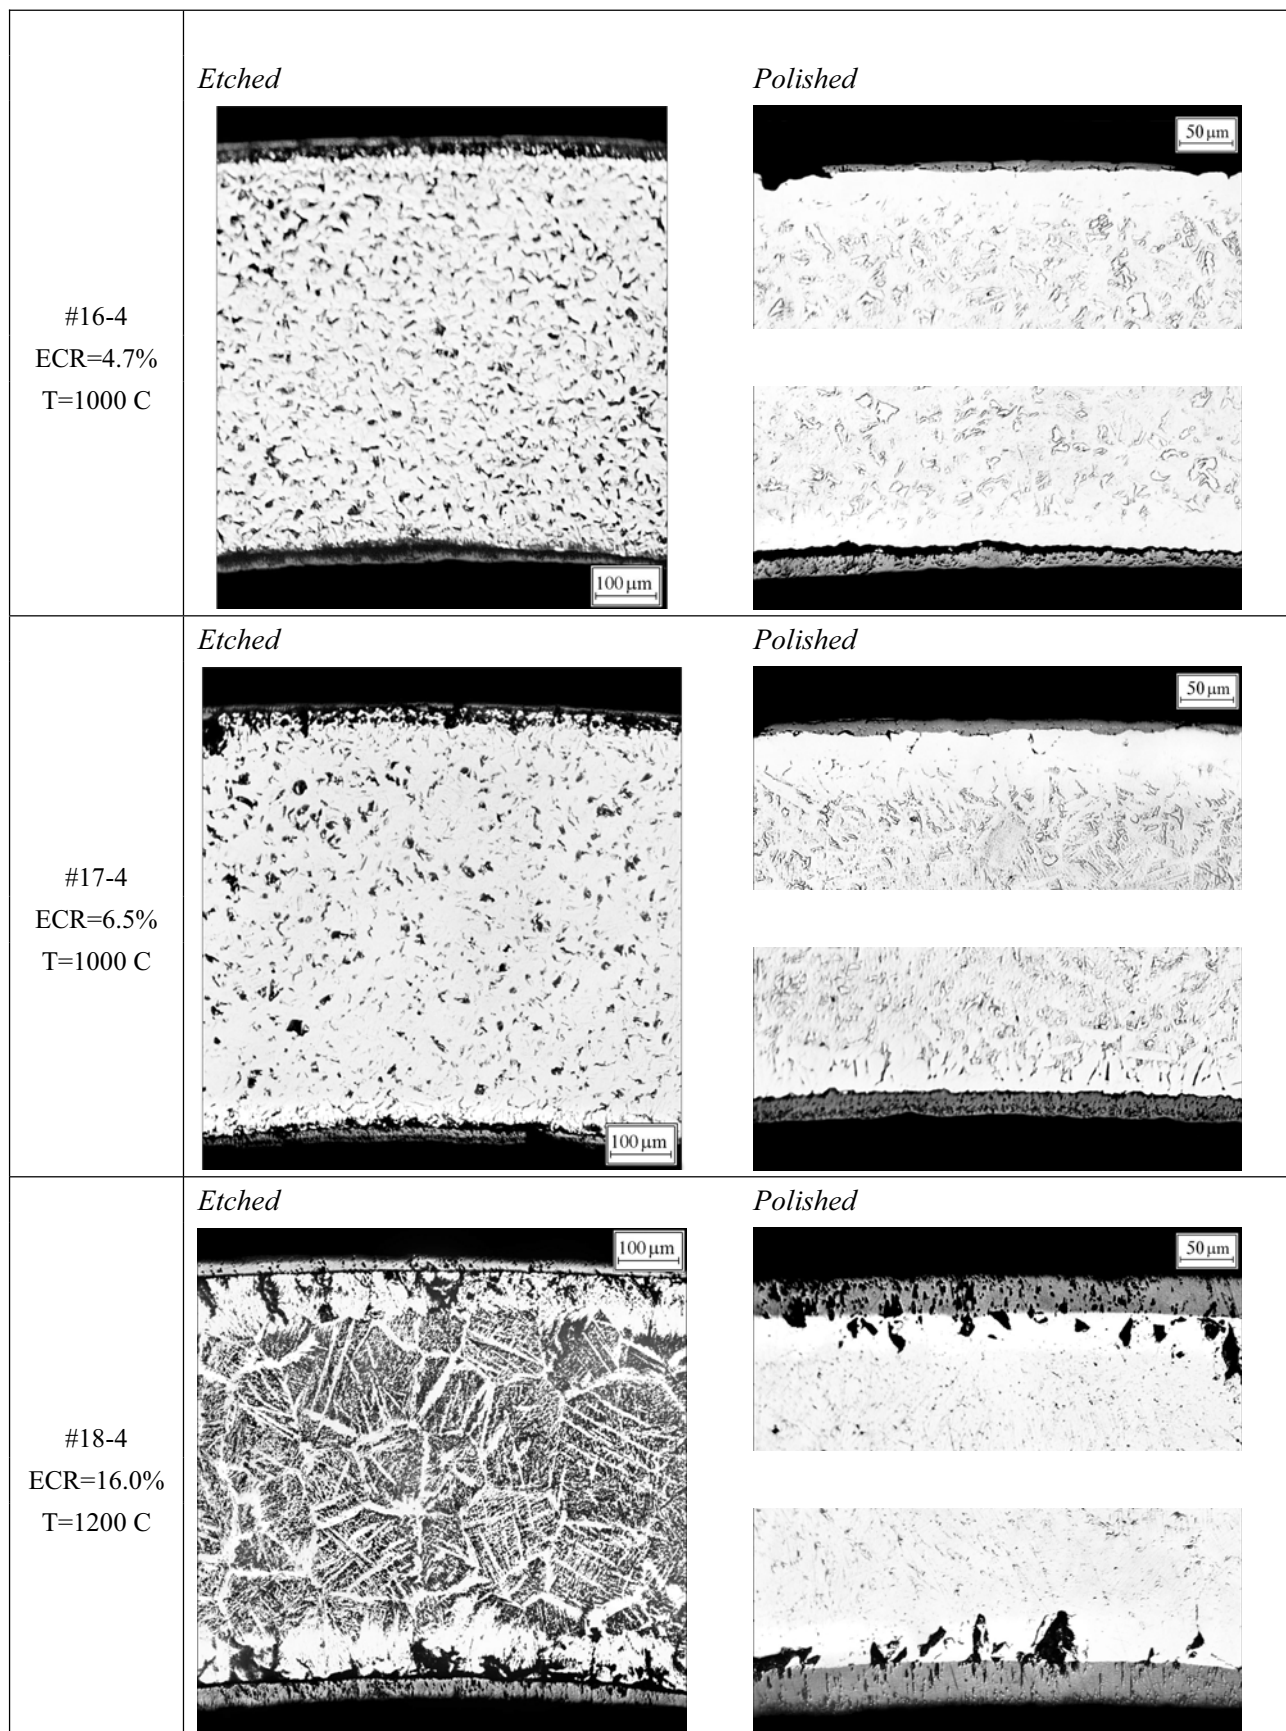 Etched
Polished
50 µm
#16-4
ECR=4.7%
T=1000 C
100 µm
Etched
Polished
50 µm
#17-4
ECR=6.5%
T=1000 C
100 µm
Etched
Polished
100 µm
50 µm
#18-4
ECR=16.0%
T=1200 C